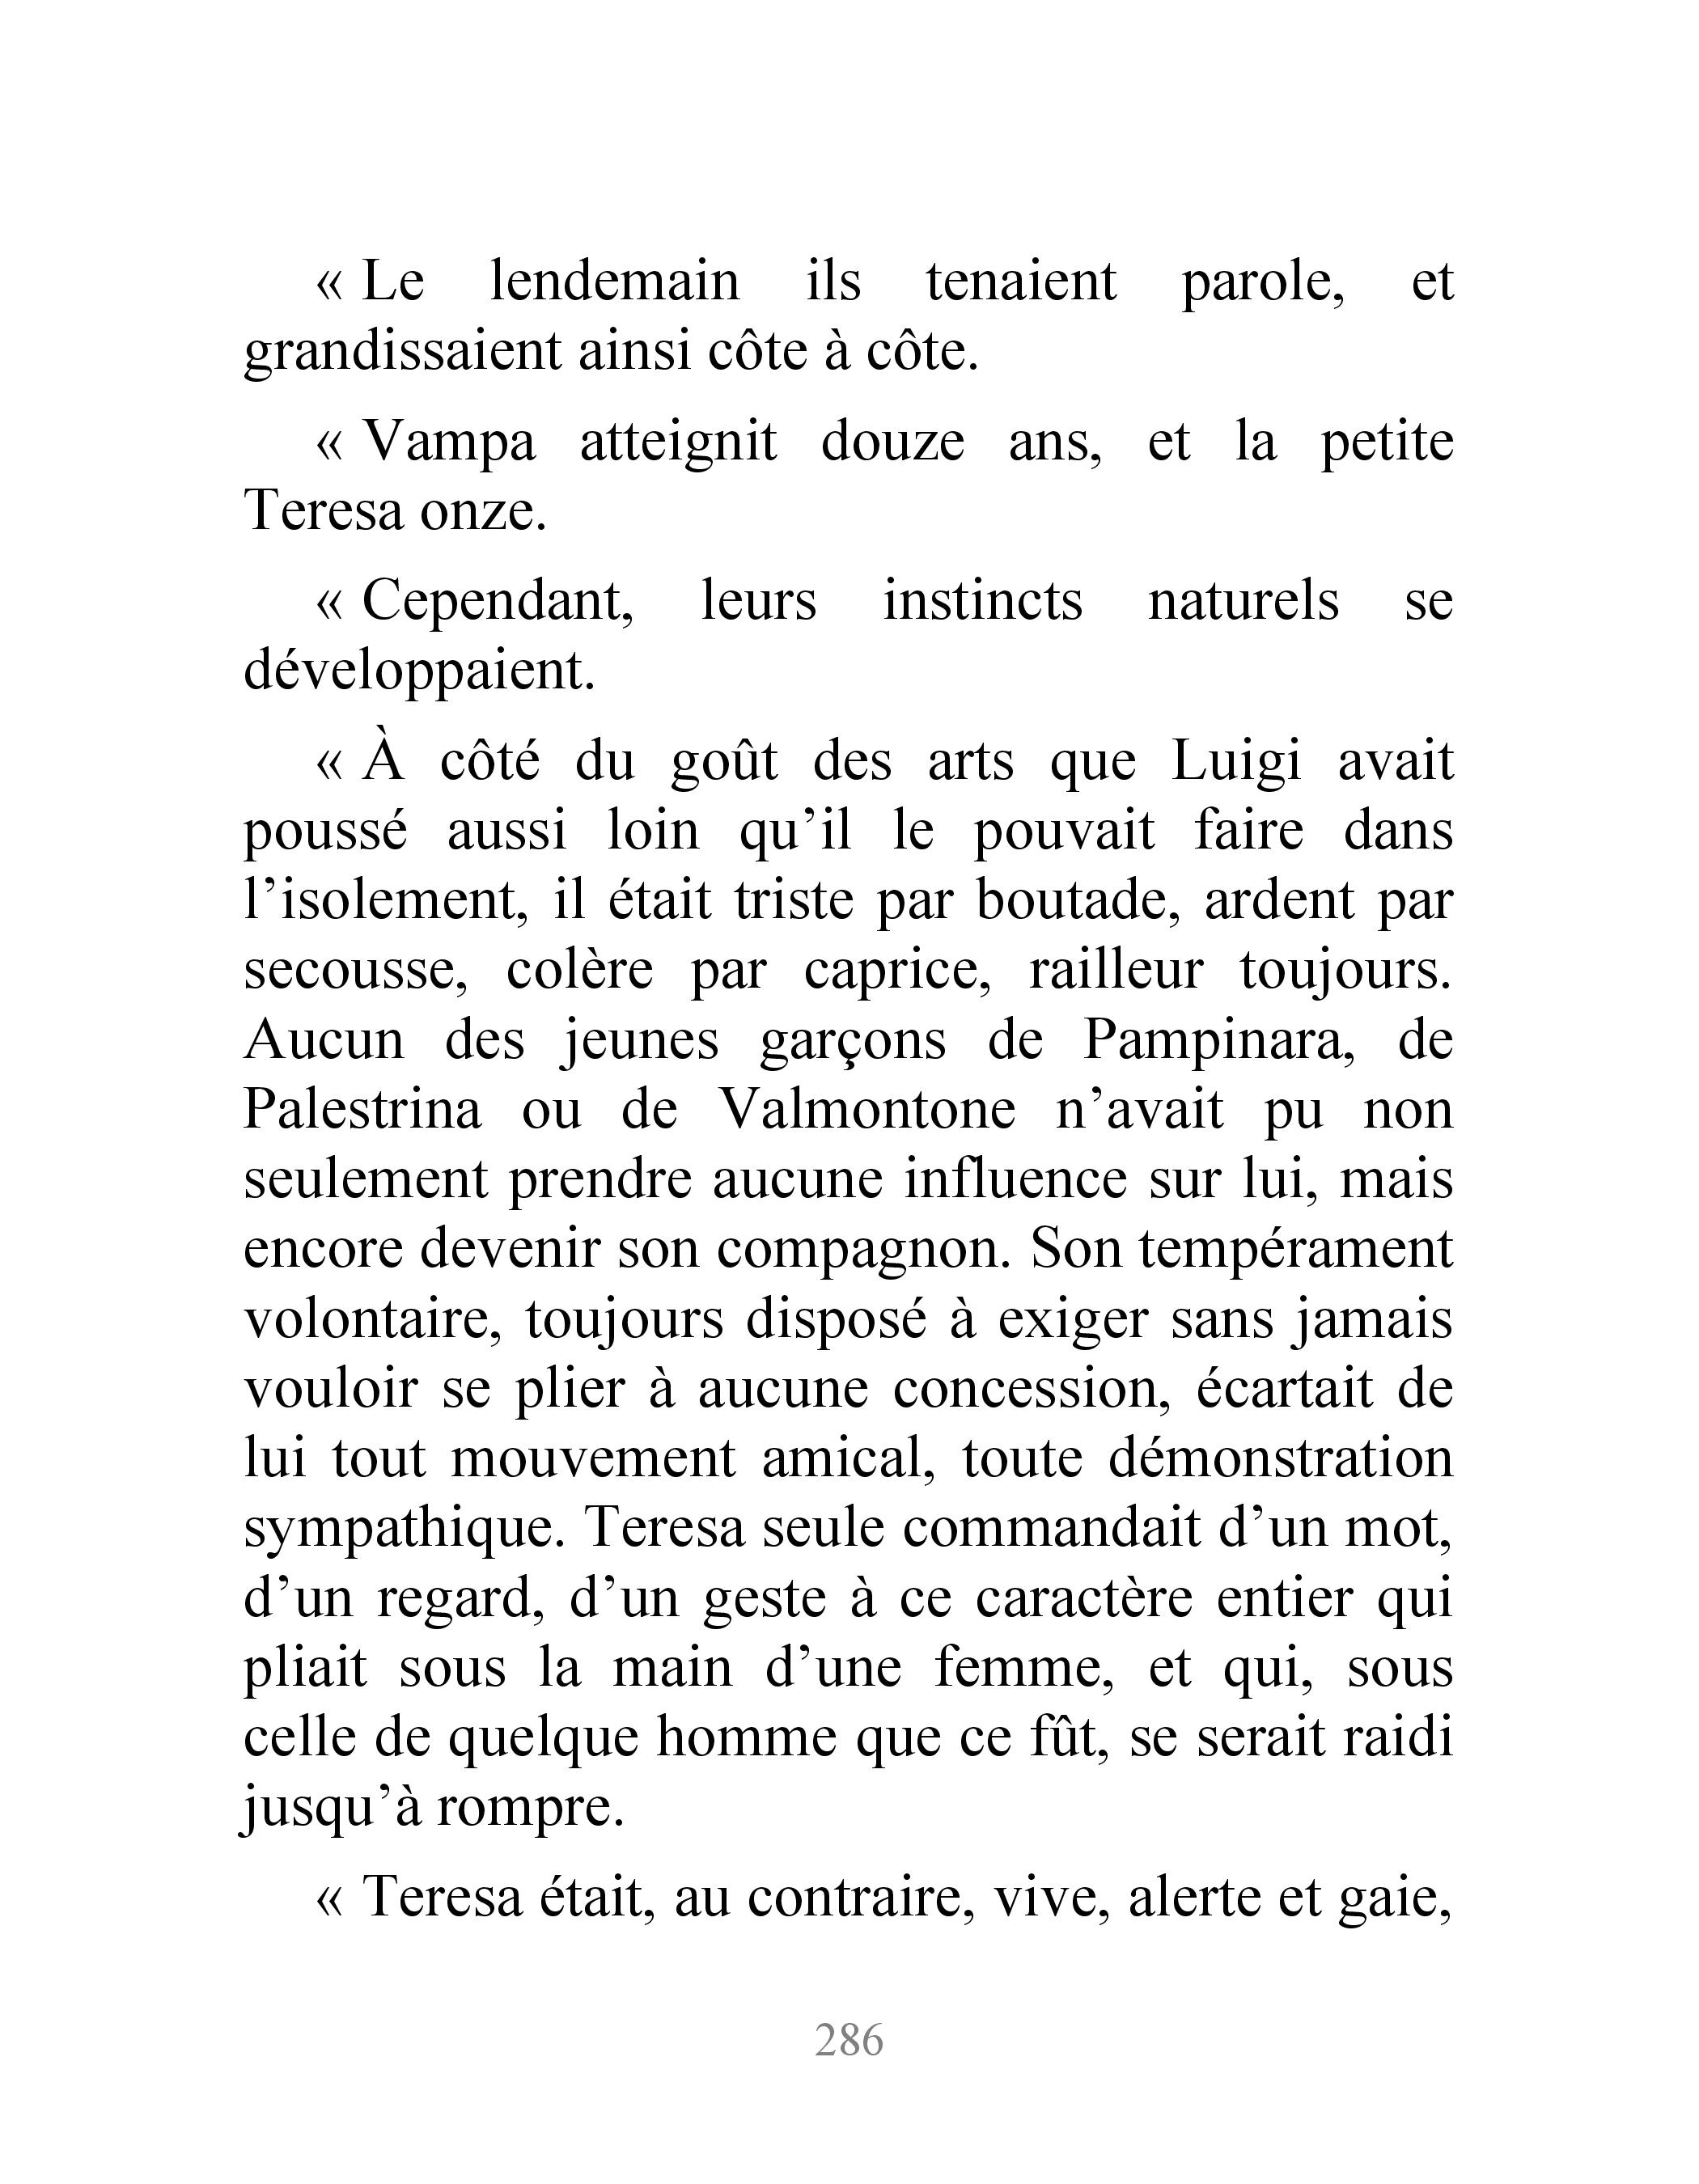 « Le lendemain ils tenaient parole, et
grandissaient ainsi côte à côte.
« Vampa atteignit douze ans, et la petite
Teresa onze.
« Cependant, leurs instincts naturels se
développaient.
« À côté du goût des arts que Luigi avait
poussé aussi loin qu’il le pouvait faire dans
l’isolement, il était triste par boutade, ardent par
secousse, colère par caprice, railleur toujours.
Aucun des jeunes garçons de Pampinara, de
Palestrina ou de Valmontone n’avait pu non
seulement prendre aucune influence sur lui, mais
encore devenir son compagnon. Son tempérament
volontaire, toujours disposé à exiger sans jamais
vouloir se plier à aucune concession, écartait de
lui tout mouvement amical, toute démonstration
sympathique. Teresa seule commandait d’un mot,
d’un regard, d’un geste à ce caractère entier qui
pliait sous la main d’une femme, et qui, sous
celle de quelque homme que ce fût, se serait raidi
jusqu’à rompre.
« Teresa était, au contraire, vive, alerte et gaie,
286